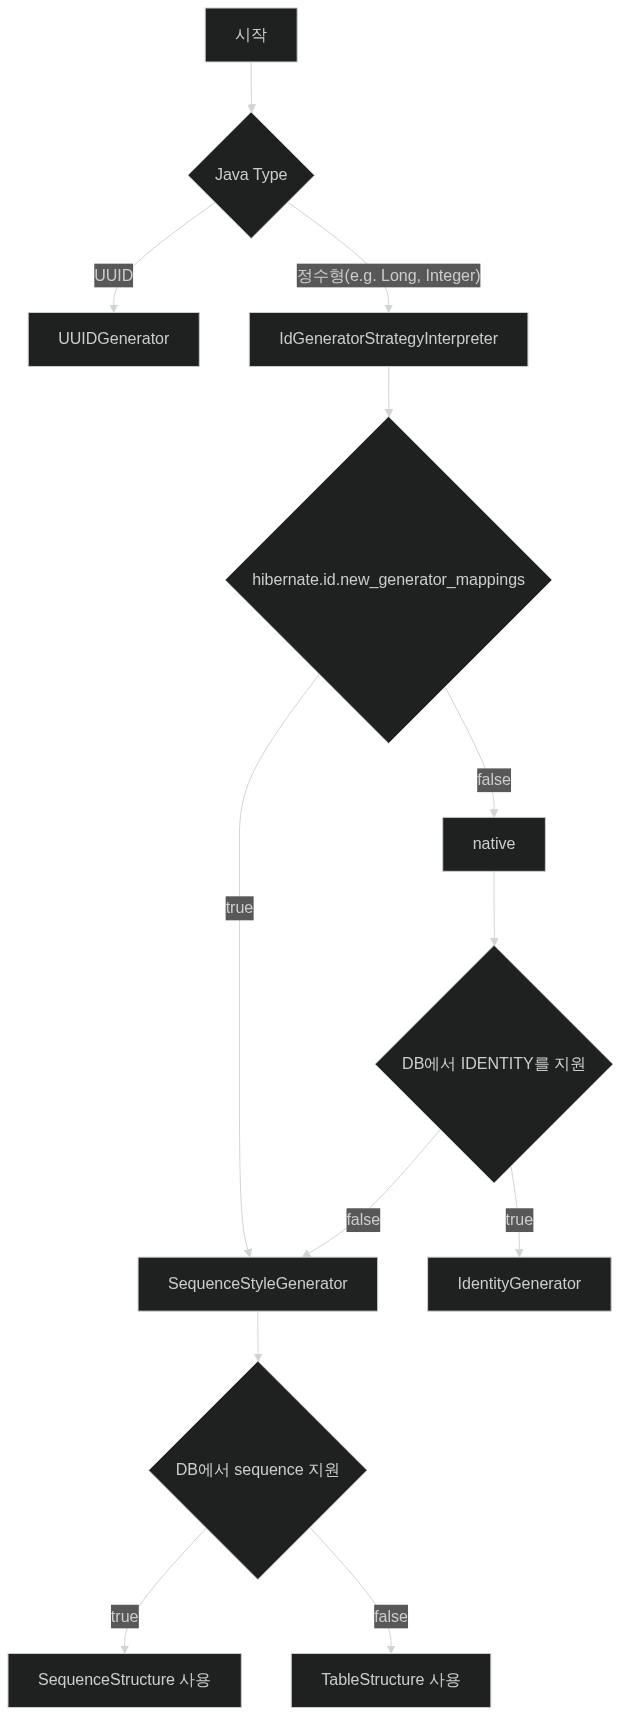 시작
Java Type
UUID
정수형(e.g. Long, Integer)
UUIDGenerator
IdGeneratorStrategyInterpreter
hibernate.id.new_generator_mappings
false
native
true
DB에서 IDENTITY를 지원
false
true
SequenceStyleGenerator
IdentityGenerator
DB에서 sequence 지원
true
false
SequenceStructure 사용
TableStructure 사용